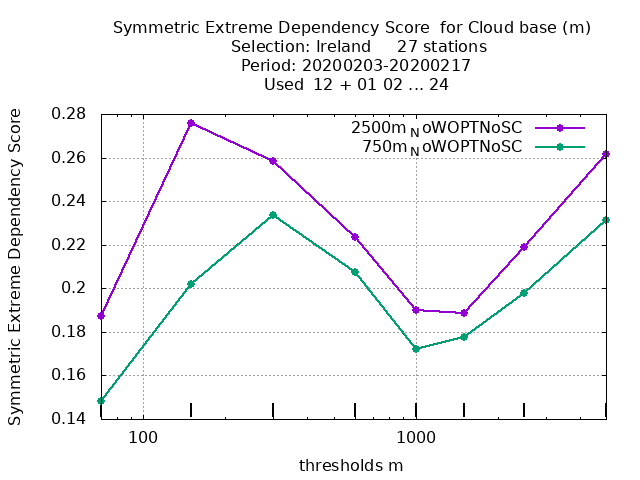 Symmetric Extreme Dependency Score  for Cloud base (m)
Selection: Ireland     27 stations
Period: 20200203-20200217
Used  12 + 01 02 ... 24
Symmetric Extreme Dependency Score
0.28
0.26
0.24
0.22
0.2
0.18
0.16
0.14
2500mNoWOPTNoSC
750mNoWOPTNoSC
100
1000
thresholds m